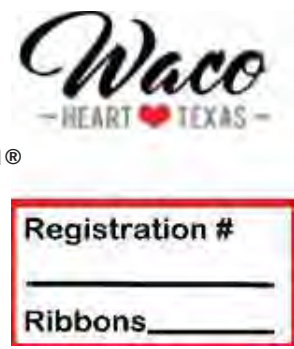 Waco
- HEART ❤ TEXAS -
®
Registration #
Ribbons